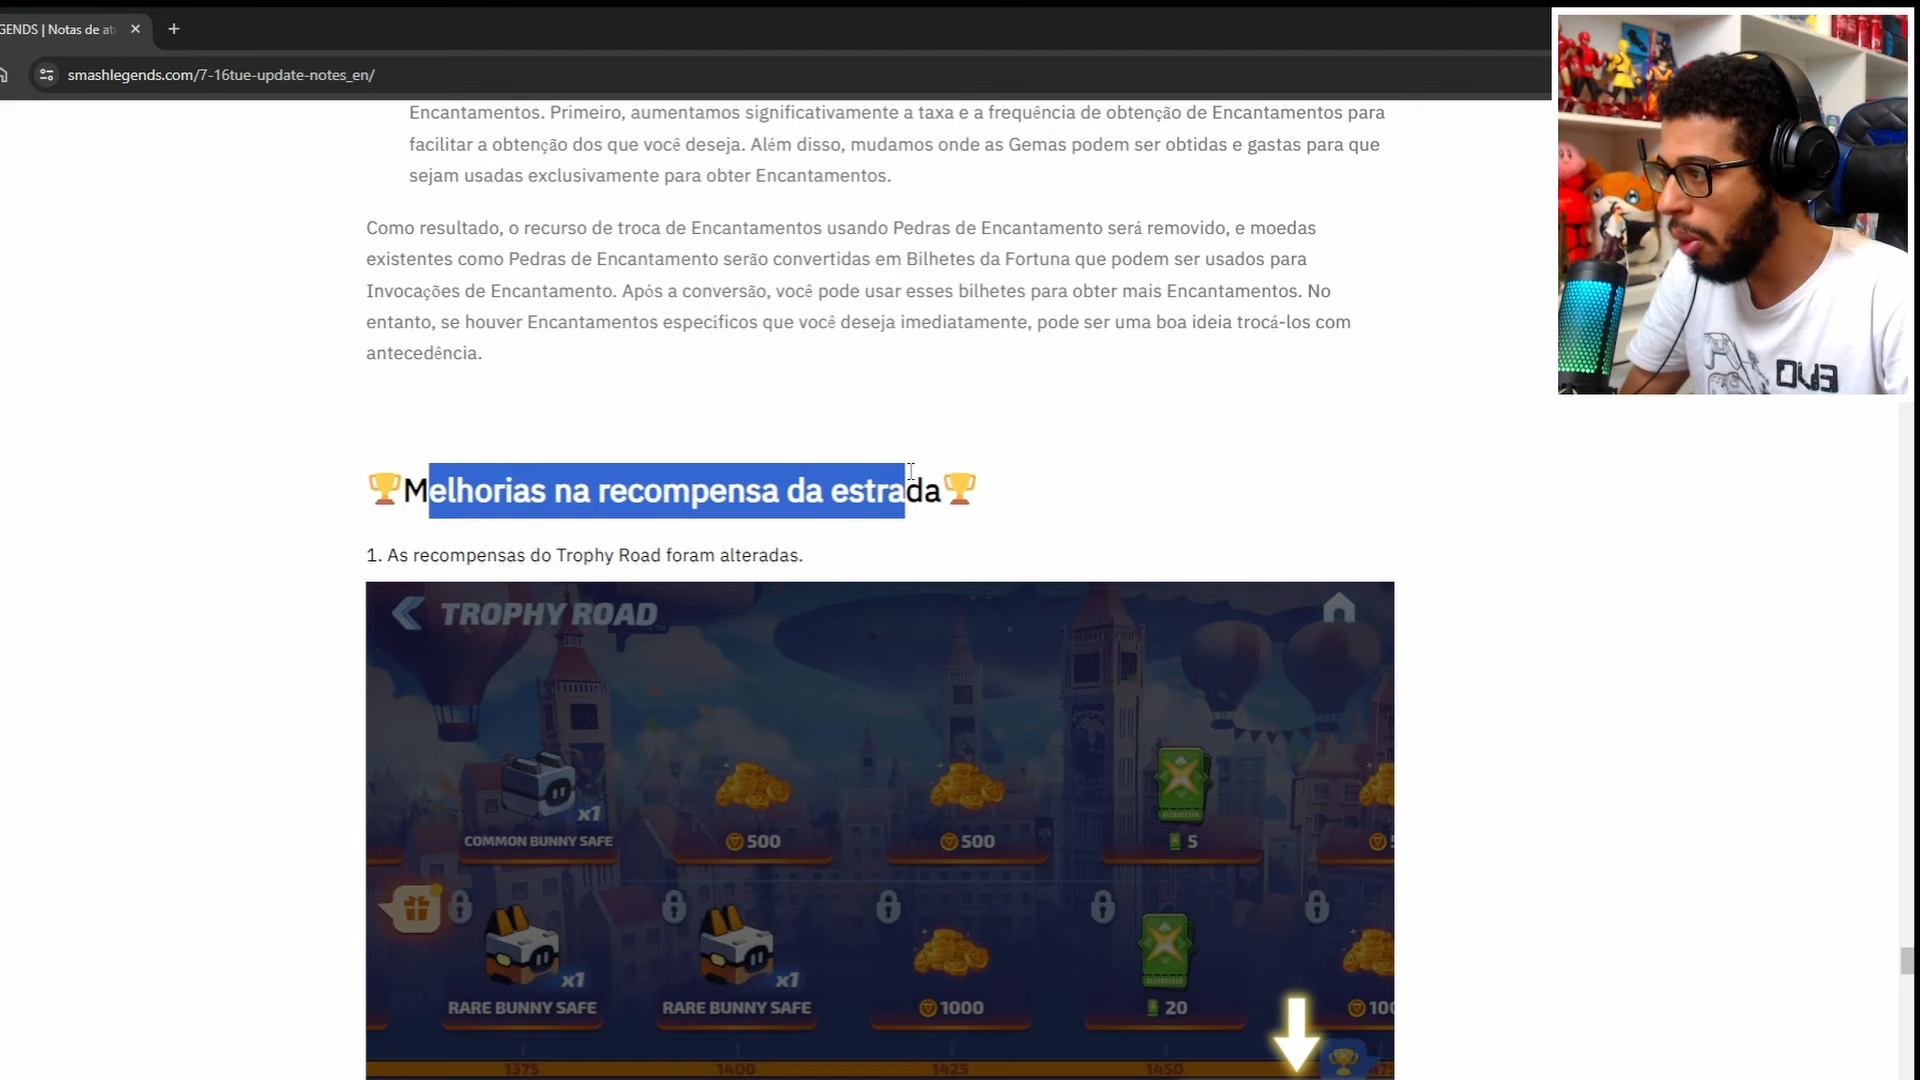 GENDS | Notas de at
smashlegends.com/7-16tue-update-notes_en/
Encantamentos. Primeiro, aumentamos significativamente a taxa e a frequência de obtenção de Encantamentos para
facilitar a obtenção dos que você deseja. Além disso, mudamos onde as Gemas podem ser obtidas e gastas para que
sejam usadas exclusivamente para obter Encantamentos.
Como resultado, o recurso de troca de Encantamentos usando Pedras de Encantamento será removido, e moedas
existentes como Pedras de Encantamento serão convertidas em Bilhetes da Fortuna que podem ser usados para
Invocações de Encantamento. Após a conversão, você pode usar esses bilhetes para obter mais Encantamentos. No
entanto, se houver Encantamentos específicos que você deseja imediatamente, pode ser uma boa ideia trocá-los com
antecedência.
🏆Melhorias na recompensa da estrada🏆
1. As recompensas do Trophy Road foram alteradas.
TROPHY ROAD
x1
COMMON BUNNY SAFE
500
500
5
x1
x1
RARE BUNNY SAFE
RARE BUNNY SAFE
1000
20
100
1375
1400
1425
1450